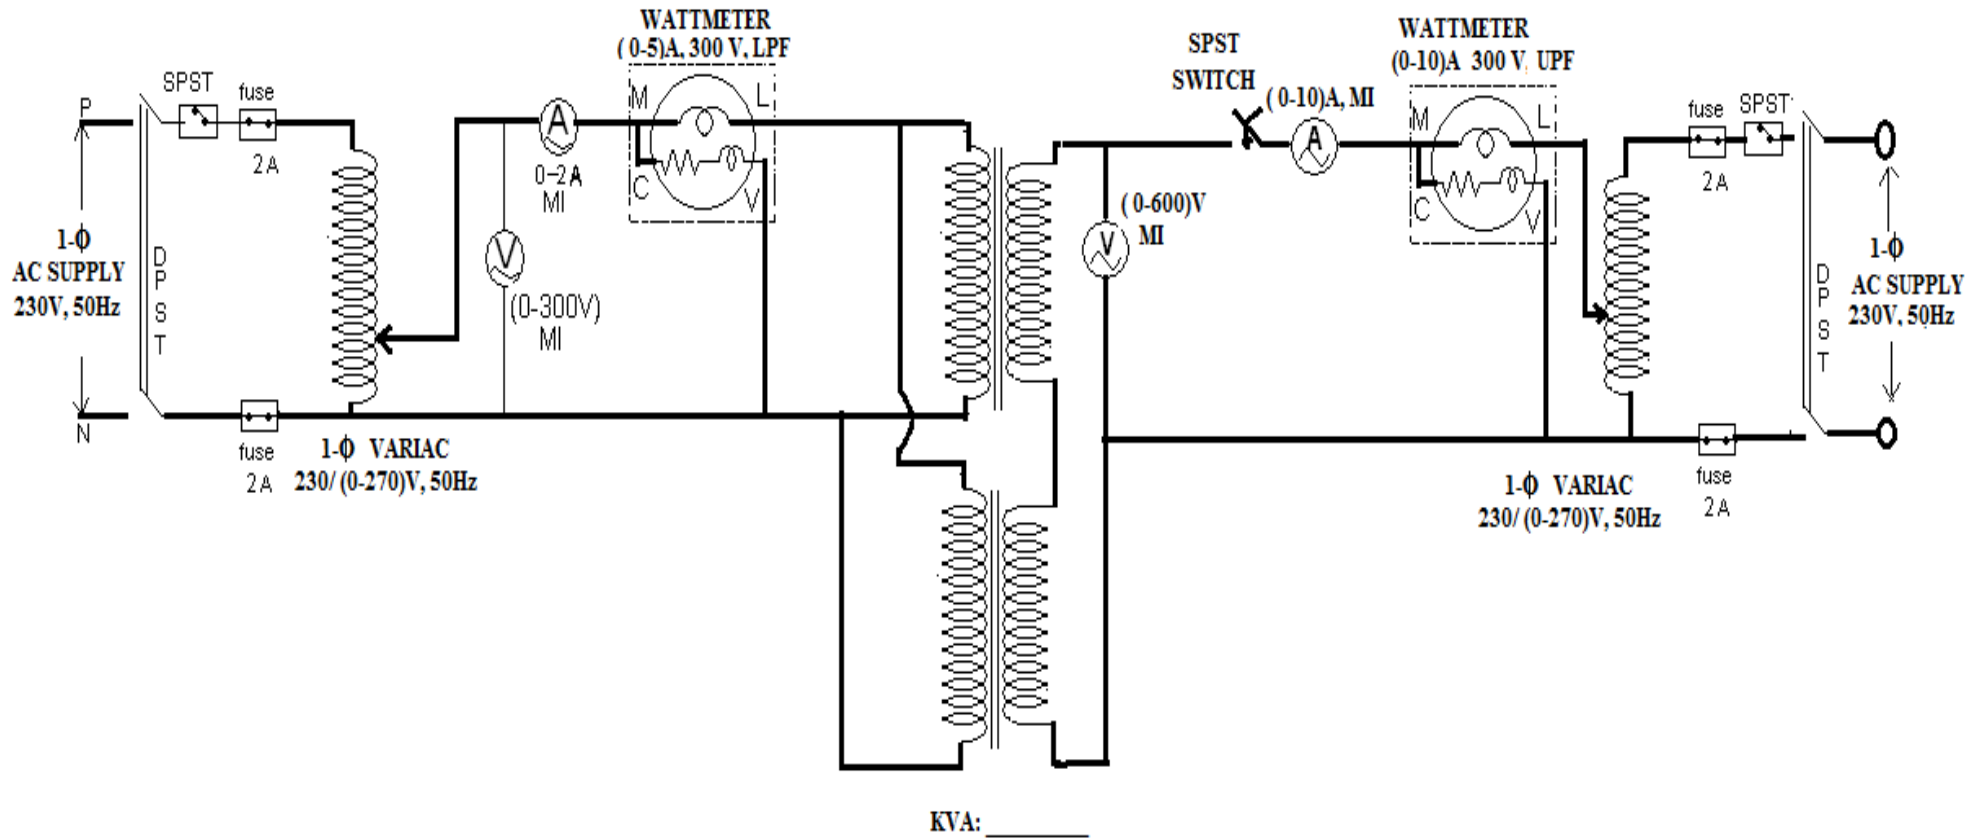 WATTMETER
( 0-5)A, 300 V, LPF
SPST
fuse
P
2A
M
L
A
0-2A
MI
C
V
V
(0-300V)
MI
1-ϕ
AC SUPPLY
230V, 50Hz
D
P
S
T
N
fuse
2A
1-ϕ VARIAC
230/ (0-270)V, 50Hz
SPST
SWITCH
( 0-10)A, MI
A
WATTMETER
(0-10)A 300 V, UPF
M
L
C
V
( 0-600)V
MI
V
fuse
SPST
2A
D
P
S
T
1-ϕ
AC SUPPLY
230V, 50Hz
1-ϕ VARIAC
230/ (0-270)V, 50Hz
fuse
2A
KVA: _________